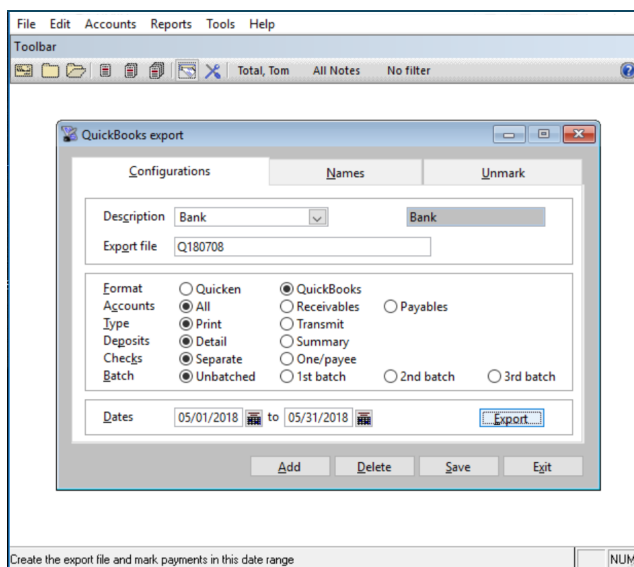 File Edit Accounts Reports Tools Help
Toolbar
Total, Tom All Notes No filter
QuickBooks export
Configurations Names Unmark
Description Bank Bank
Export file Q180708
Format Quicken QuickBooks
Accounts All Receivables Payables
Type Print Transmit
Deposits Detail Summary
Checks Separate One/payee
Batch Unbatched 1st batch 2nd batch 3rd batch
Dates 05/01/2018 to 05/31/2018 Export
Add Delete Save Exit
Create the export file and mark payments in this date range NUM